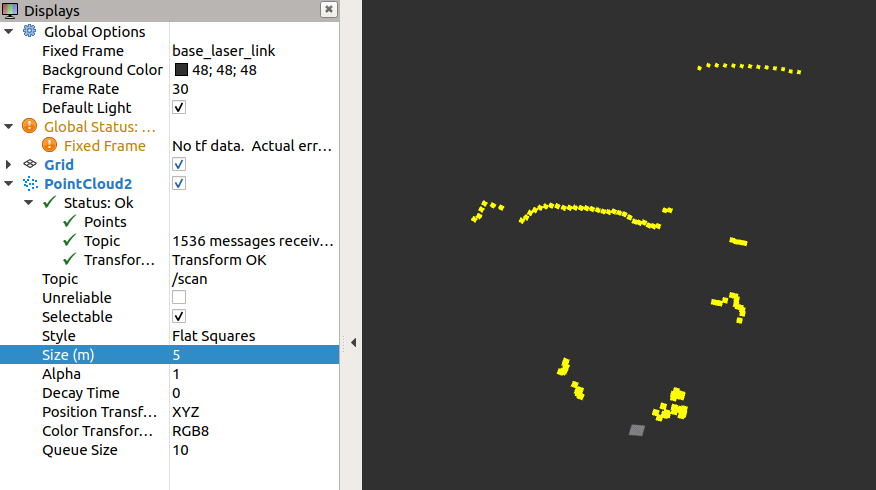 Displays
Global Options
Fixed Frame base_laser_link
Background Color 48; 48; 48
Frame Rate 30
Default Light
Global Status: ...
Fixed Frame No tf data.  Actual err...
Grid
PointCloud2
Status: Ok
Points
Topic 1536 messages receiv...
Transfor... Transform OK
Topic /scan
Unreliable
Selectable
Style Flat Squares
Size (m) 5
Alpha 1
Decay Time 0
Position Transf... XYZ
Color Transfor... RGB8
Queue Size 10